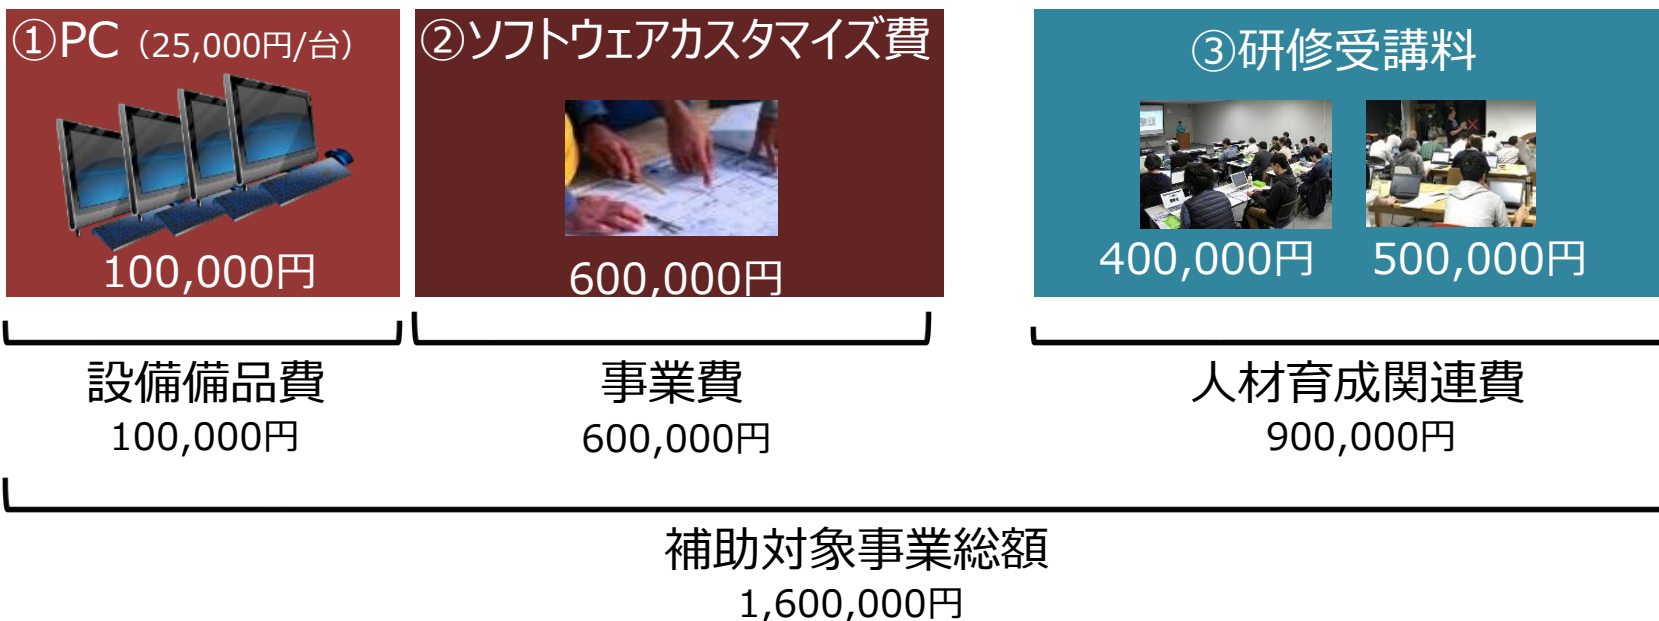 ①PC（25,000円/台）
100,000円
②ソフトウェアカスタマイズ費
600,000円
③研修受講料
400,000円 500,000円
設備備品費
100,000円
事業費
600,000円
人材育成関連費
900,000円
補助対象事業総額
1,600,000円